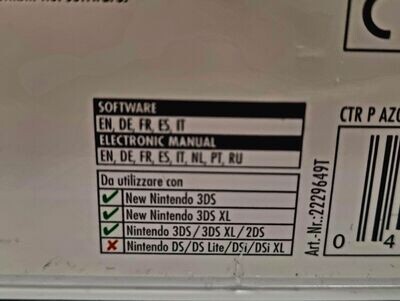 C
SOFTWARE
EN, DE, FR, ES, IT
ELECTRONIC MANUAL
EN, DE, FR, ES, IT, NL, PT, RU
Da utilizzare con
New Nintendo 3DS
New Nintendo 3DS XL
Nintendo 3DS/3DS XL/2DS
Nintendo DS/DS Lite/DSi/DSi XL
CTR P AZ
Art.-Nr.:2229649T
0 4